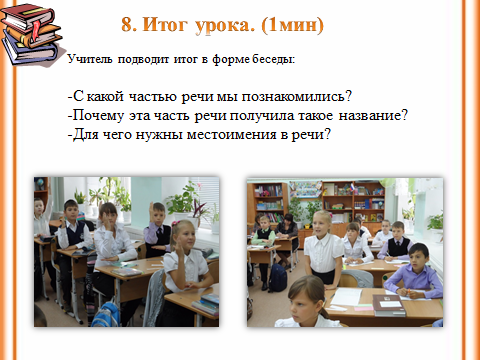 8. Итог урока. (1мин)
Учитель подводит итог в форме беседы:
-С какой частью речи мы познакомились?
-Почему эта часть речи получила такое название?
-Для чего нужны местоимения в речи?